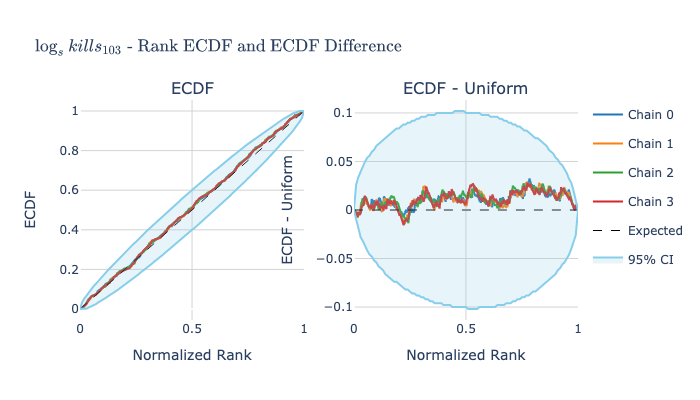 log_s kills_103 - Rank ECDF and ECDF Difference
ECDF
ECDF
1
0.8
0.6
0.4
0.2
0
0
0.5
1
Normalized Rank
ECDF - Uniform
ECDF - Uniform
0.1
0.05
0
−0.05
−0.1
0
0.5
1
Normalized Rank
Chain 0
Chain 1
Chain 2
Chain 3
Expected
95% CI